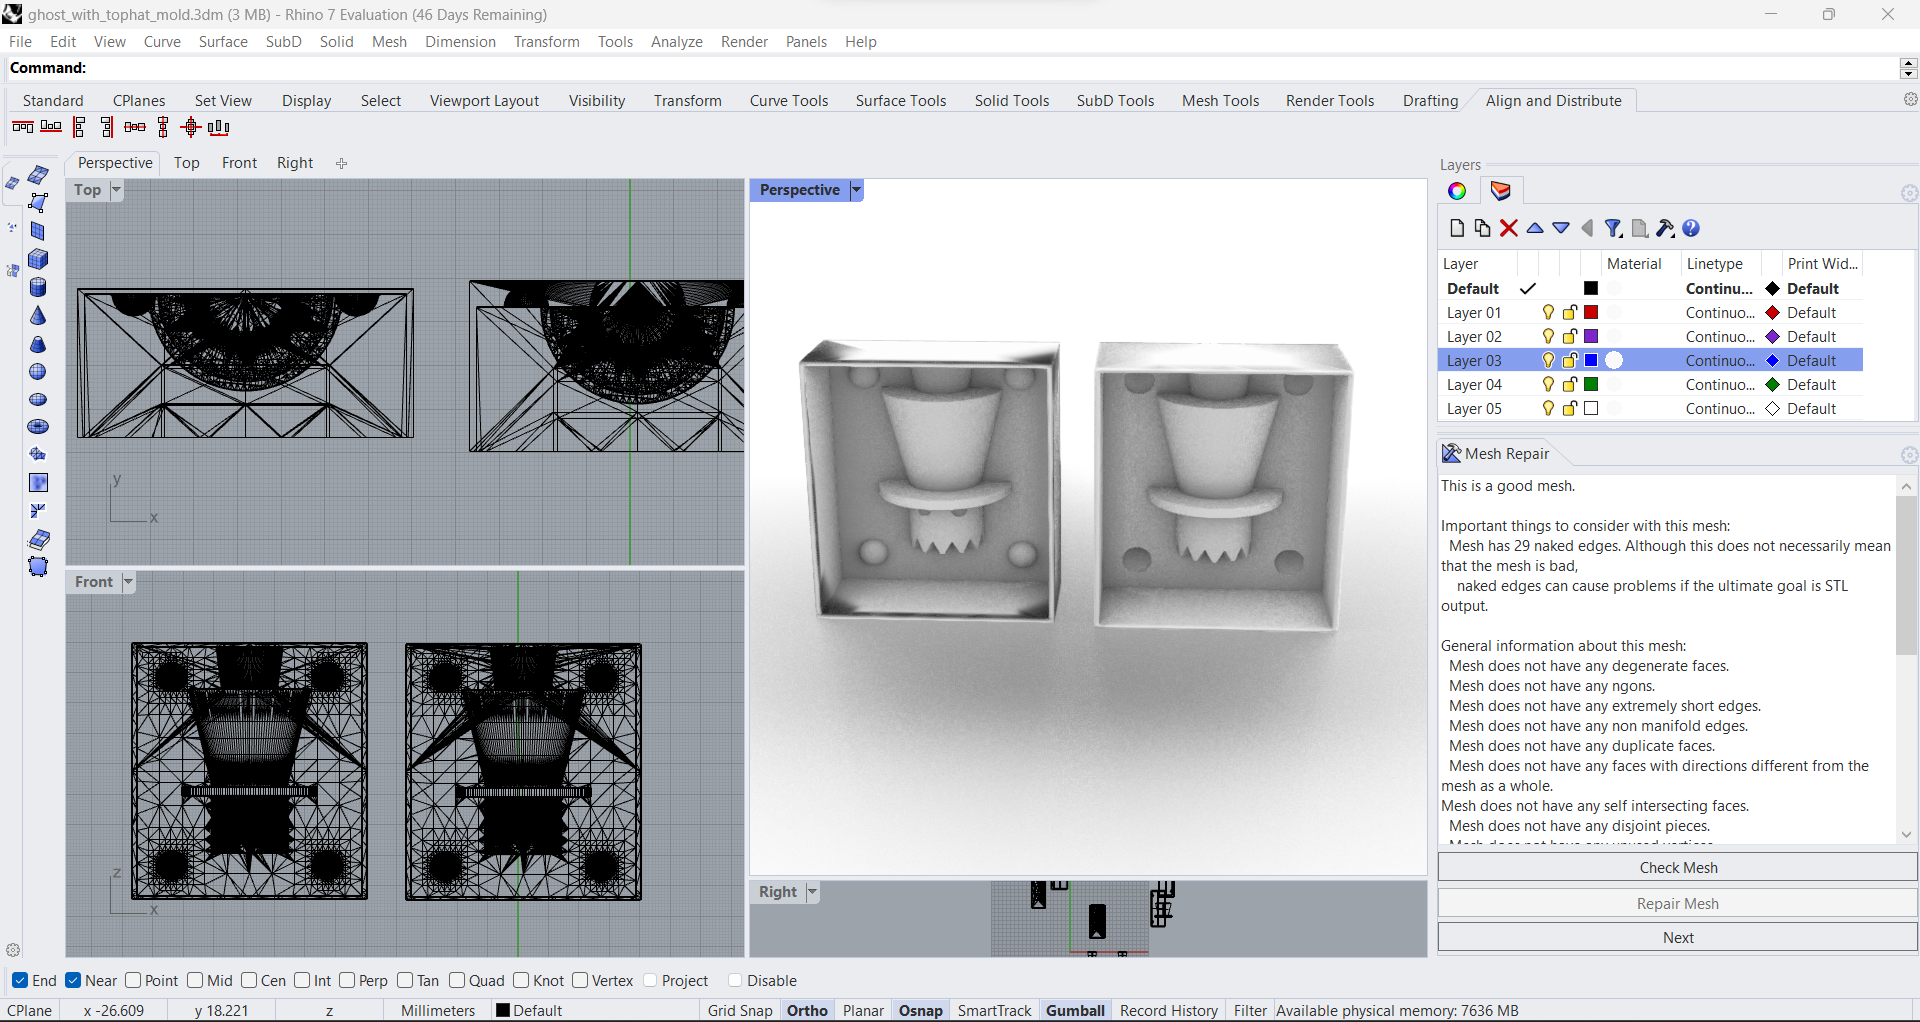 ghost_with_tophat_mold.3dm (3 MB) - Rhino 7 Evaluation (46 Days Remaining)
File Edit View Curve Surface SubD Solid Mesh Dimension Transform Tools Analyze Render Panels Help
Command:
Standard CPlanes Set View Display Select Viewport Layout Visibility Transform Curve Tools Surface Tools Solid Tools SubD Tools Mesh Tools Render Tools Drafting Align and Distribute
Perspective Top Front Right
Top
y
x
Front
z
x
Perspective
Right
Layers
Layer Material Linetype Print Wid...
Default Continu... Default
Layer 01 Continuo... Default
Layer 02 Continuo... Default
Layer 03 Continuo... Default
Layer 04 Continuo... Default
Layer 05 Continuo... Default
Mesh Repair
This is a good mesh.
Important things to consider with this mesh:
Mesh has 29 naked edges. Although this does not necessarily mean
that the mesh is bad,
naked edges can cause problems if the ultimate goal is STL
output.
General information about this mesh:
Mesh does not have any degenerate faces.
Mesh does not have any ngons.
Mesh does not have any extremely short edges.
Mesh does not have any non manifold edges.
Mesh does not have any duplicate faces.
Mesh does not have any faces with directions different from the
mesh as a whole.
Mesh does not have any self intersecting faces.
Mesh does not have any disjoint pieces.
Check Mesh
Repair Mesh
Next
End Near Point Mid Cen Int Perp Tan Quad Knot Vertex Project Disable
CPlane x -26.609 y 18.221 z Millimeters Default Grid Snap Ortho Planar Osnap SmartTrack Gumball Record History Filter Available physical memory: 7636 MB